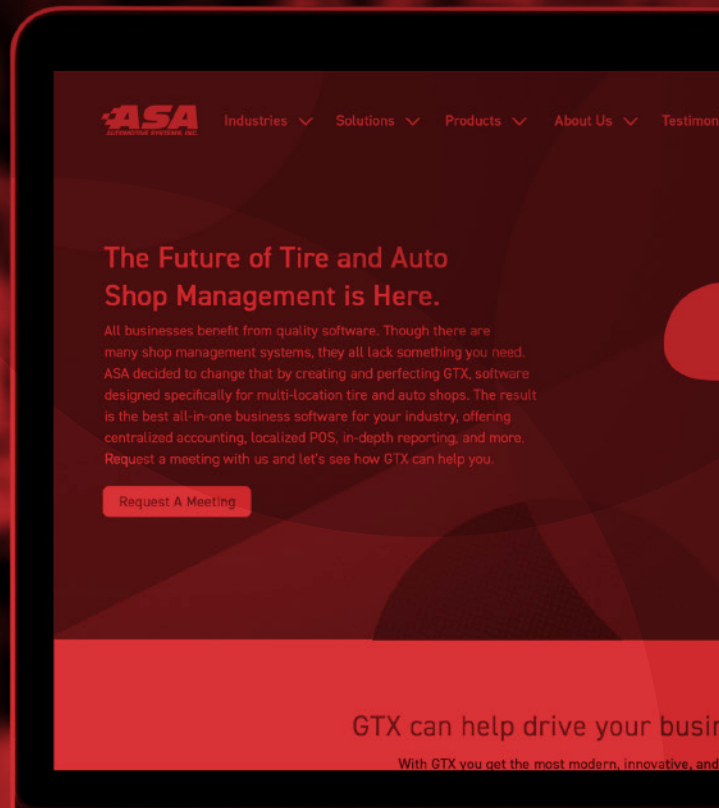 ASA
AUTOMOTIVE SYSTEMS, INC.
Industries
Solutions
Products
About Us
Testimon
The Future of Tire and Auto
Shop Management is Here.
All businesses benefit from quality software. Though there are
many shop management systems, they all lack something you need.
ASA decided to change that by creating and perfecting GTX, software
designed specifically for multi-location tire and auto shops. The result
is the best all-in-one business software for your industry, offering
centralized accounting, localized POS, in-depth reporting, and more.
Request a meeting with us and let's see how GTX can help you.
Request A Meeting
GTX can help drive your busin
With GTX you get the most modern, innovative, and